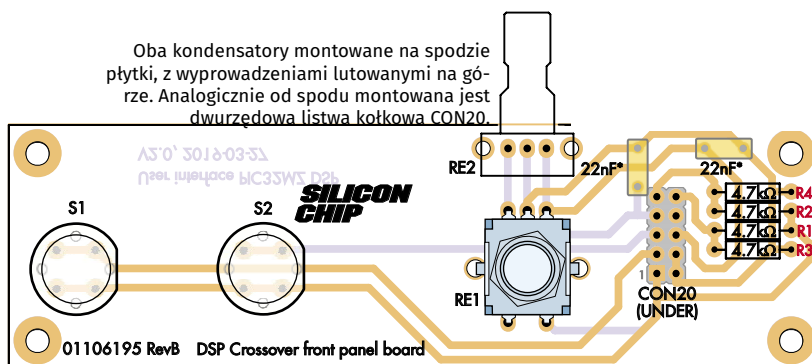 Oba kondensatory montowane na spodzie
płytki, z wyprowadzeniami lutowanymi na gó-
rze. Analogicznie od spodu montowana jest
dwurzędowa listwa kołkowa CON20.
V2.0, 2019-03-27
User interface PIC32MZ DSP
SILICON
CHIP
S1
S2
RE2
22nF*
22nF*
4.7kΩ R4
4.7kΩ R2
4.7kΩ R1
4.7kΩ R3
RE1
1
CON20
(UNDER)
01106195 RevB DSP Crossover front panel board